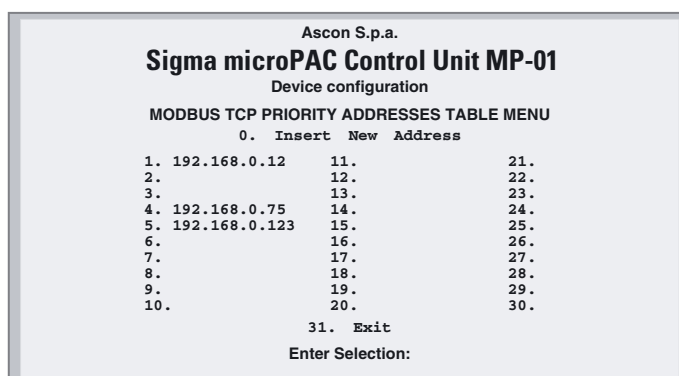 Ascon S.p.a.
Sigma microPAC Control Unit MP-01
Device configuration
MODBUS TCP PRIORITY ADDRESSES TABLE MENU
0. Insert New Address
1. 192.168.0.12 11. 21.
2. 12. 22.
3. 13. 23.
4. 192.168.0.75 14. 24.
5. 192.168.0.123 15. 25.
6. 16. 26.
7. 17. 27.
8. 18. 28.
9. 19. 29.
10. 20. 30.
31. Exit
Enter Selection: